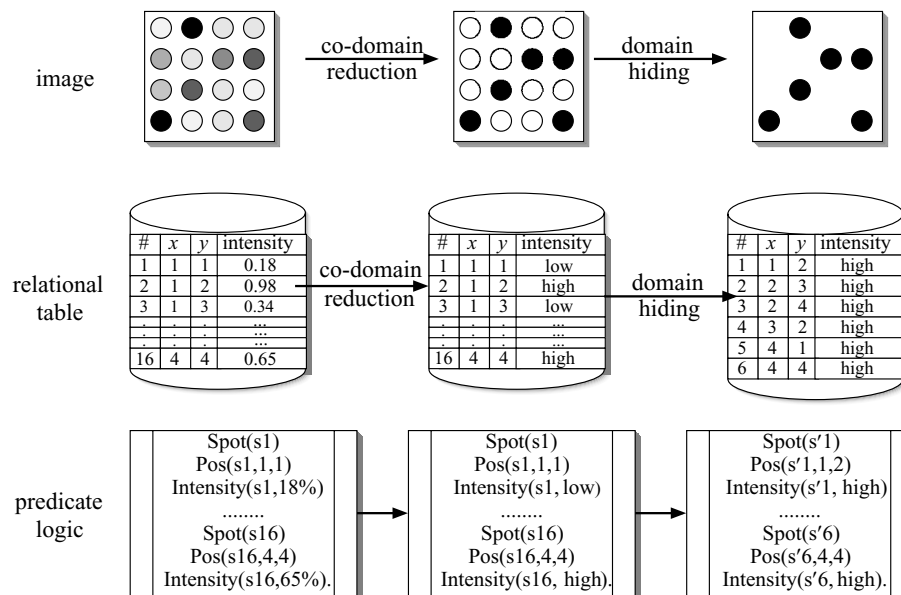 image
co-domain
reduction
domain
hiding
relational
table
# x y intensity
1 1 1 0.18
2 1 2 0.98
3 1 3 0.34
. . . ...
. . . ...
. . . ...
16 4 4 0.65
co-domain
reduction
# x y intensity
1 1 1 low
2 1 2 high
3 1 3 low
. . . ...
. . . ...
. . . ...
16 4 4 high
domain
hiding
# x y intensity
1 1 2 high
2 2 3 high
3 2 4 high
4 3 2 high
5 4 1 high
6 4 4 high
predicate
logic
Spot(s1)
Pos(s1,1,1)
Intensity(s1,18%)
........
Spot(s16)
Pos(s16,4,4)
Intensity(s16,65%).
Spot(s1)
Pos(s1,1,1)
Intensity(s1, low)
........
Spot(s16)
Pos(s16,4,4)
Intensity(s16, high).
Spot(s′1)
Pos(s′1,1,2)
Intensity(s′1, high)
........
Spot(s′6)
Pos(s′6,4,4)
Intensity(s′6, high).